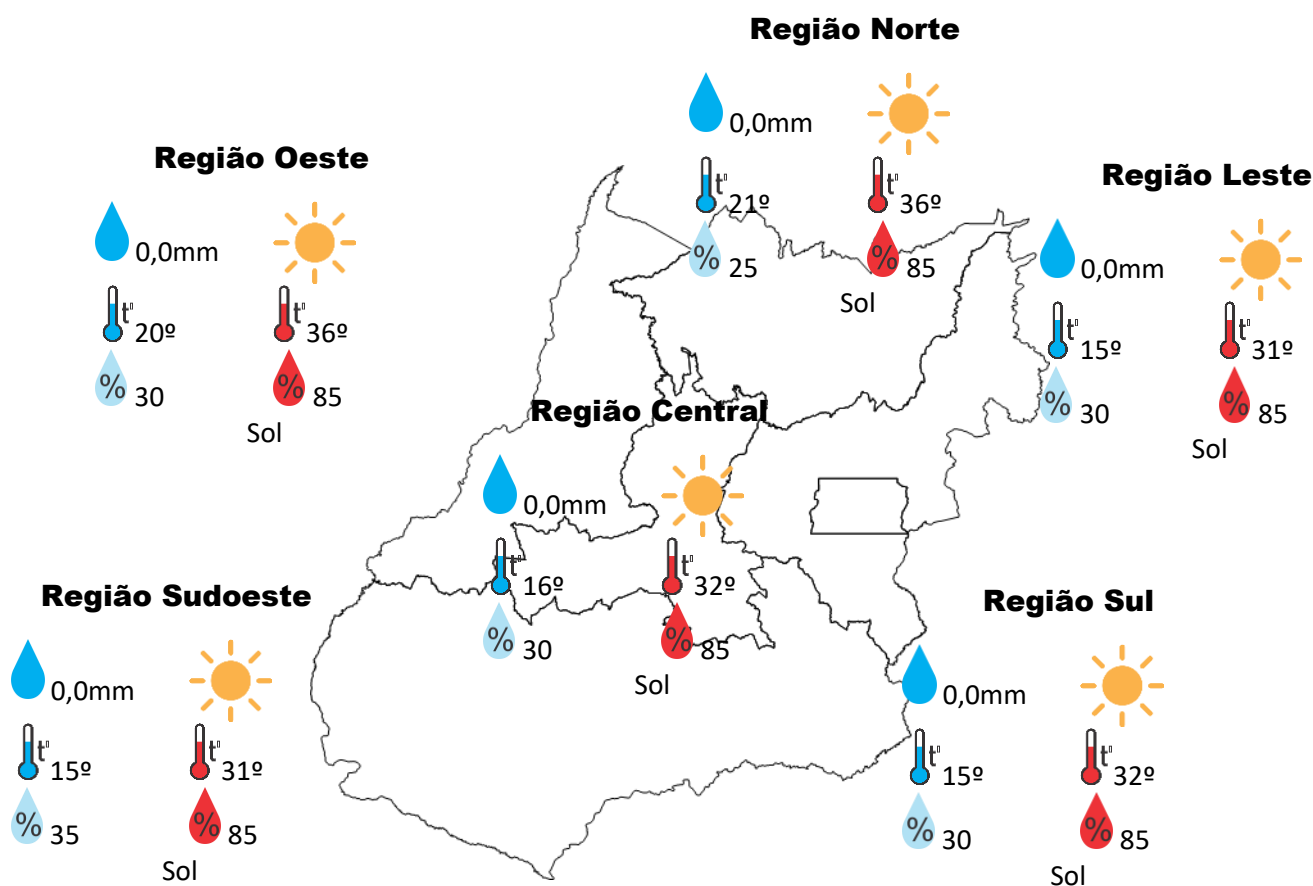 Região Norte
0,0mm
t°
21º
t°
36º
%
25
%
85
Sol
Região Oeste
0,0mm
t°
20º
t°
36º
%
30
%
85
Sol
Região Leste
0,0mm
t°
15º
t°
31º
%
30
%
85
Sol
Região Central
0,0mm
t°
16º
t°
32º
%
30
%
85
Sol
Região Sudoeste
0,0mm
t°
15º
t°
31º
%
35
%
85
Sol
Região Sul
0,0mm
t°
15º
t°
32º
%
30
%
85
Sol